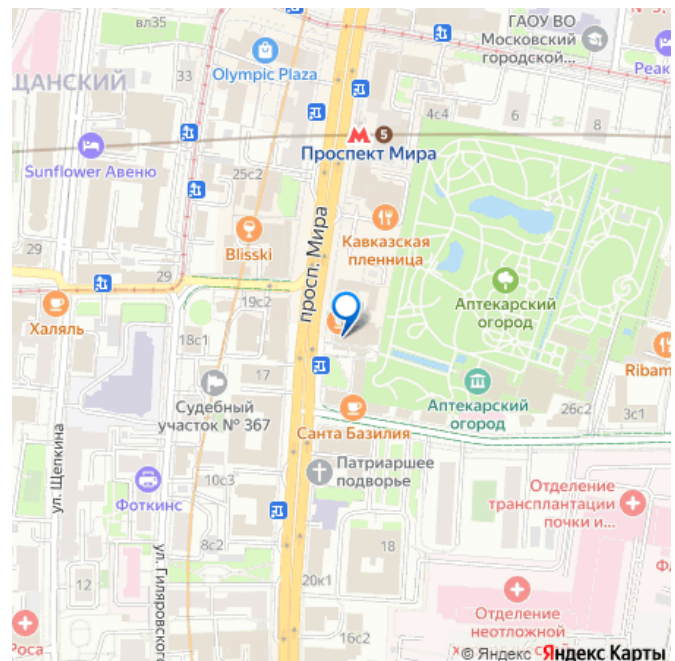 вл35
ГАОУ ВО
Московский
городской...
Olympic Plaza
33
Реак
ЩАНСКИЙ
4с4
6
8
М 5
Проспект Мира
Sunflower Авеню
25с2
просп. Мира
Blisski
Кавказская
пленница
29
29
19с2
Аптекарский
огород
Халяль
18с1
17
Ribam
Судебный
участок № 367
Аптекарский
огород
26с2
3с1
Санта Базилия
ул. Щепкина
Патриаршее
подворье
10с3
Фоткинс
Отделение
трансплантации
почки и...
8с2
18
ул. Гиляровского
12
20к1
Роса
16с2
Отделение
неотложной
© Яндекс Яндекс Карты